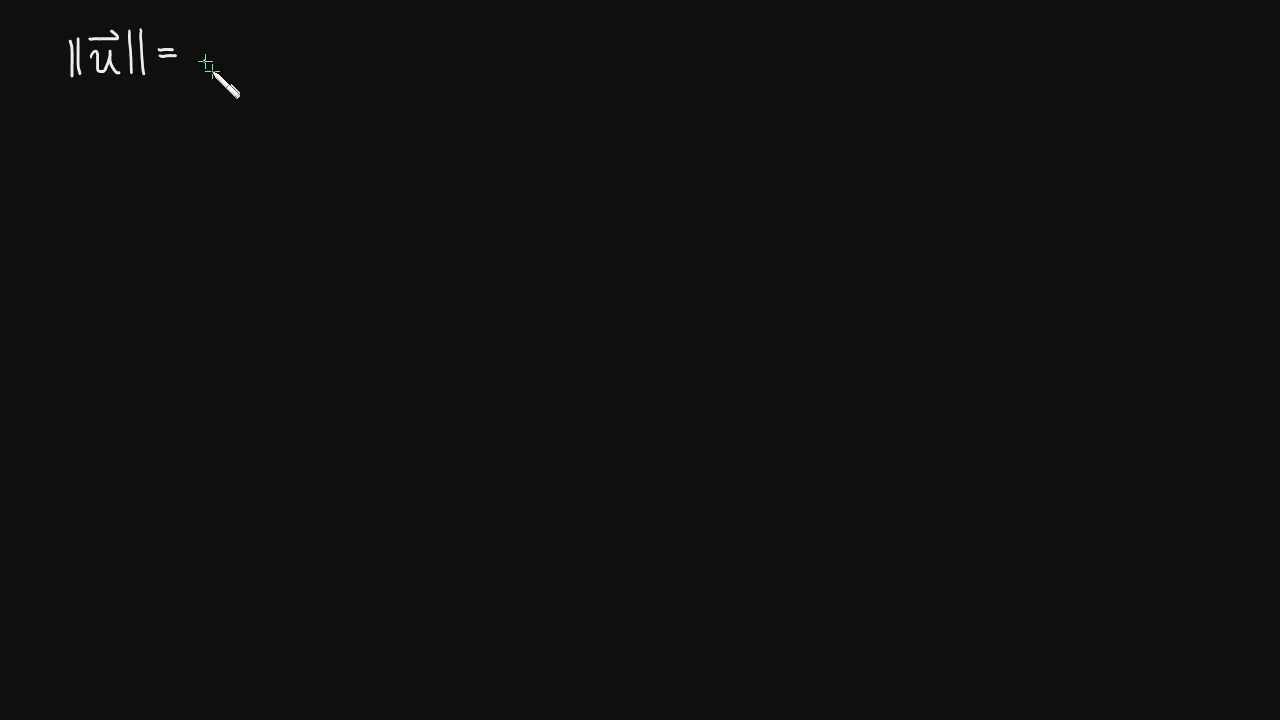 ‖u⃗‖ =